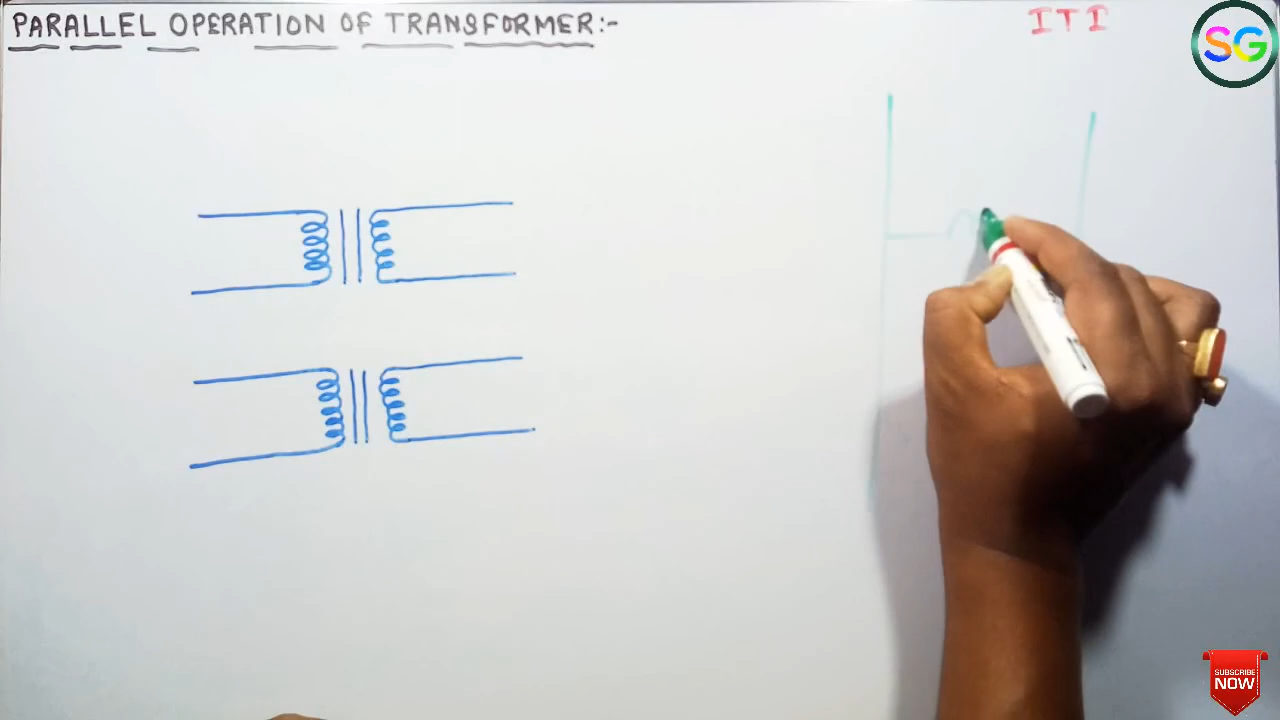 PARALLEL OPERATION OF TRANSFORMER:-
ITI
SG
SUBSCRIBE
NOW